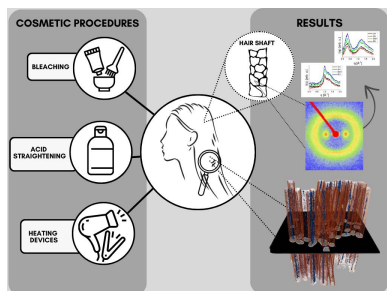 COSMETIC PROCEDURES
BLEACHING
ACID
STRAIGHTENING
HEATING
DEVICES
HAIR SHAFT
RESULTS